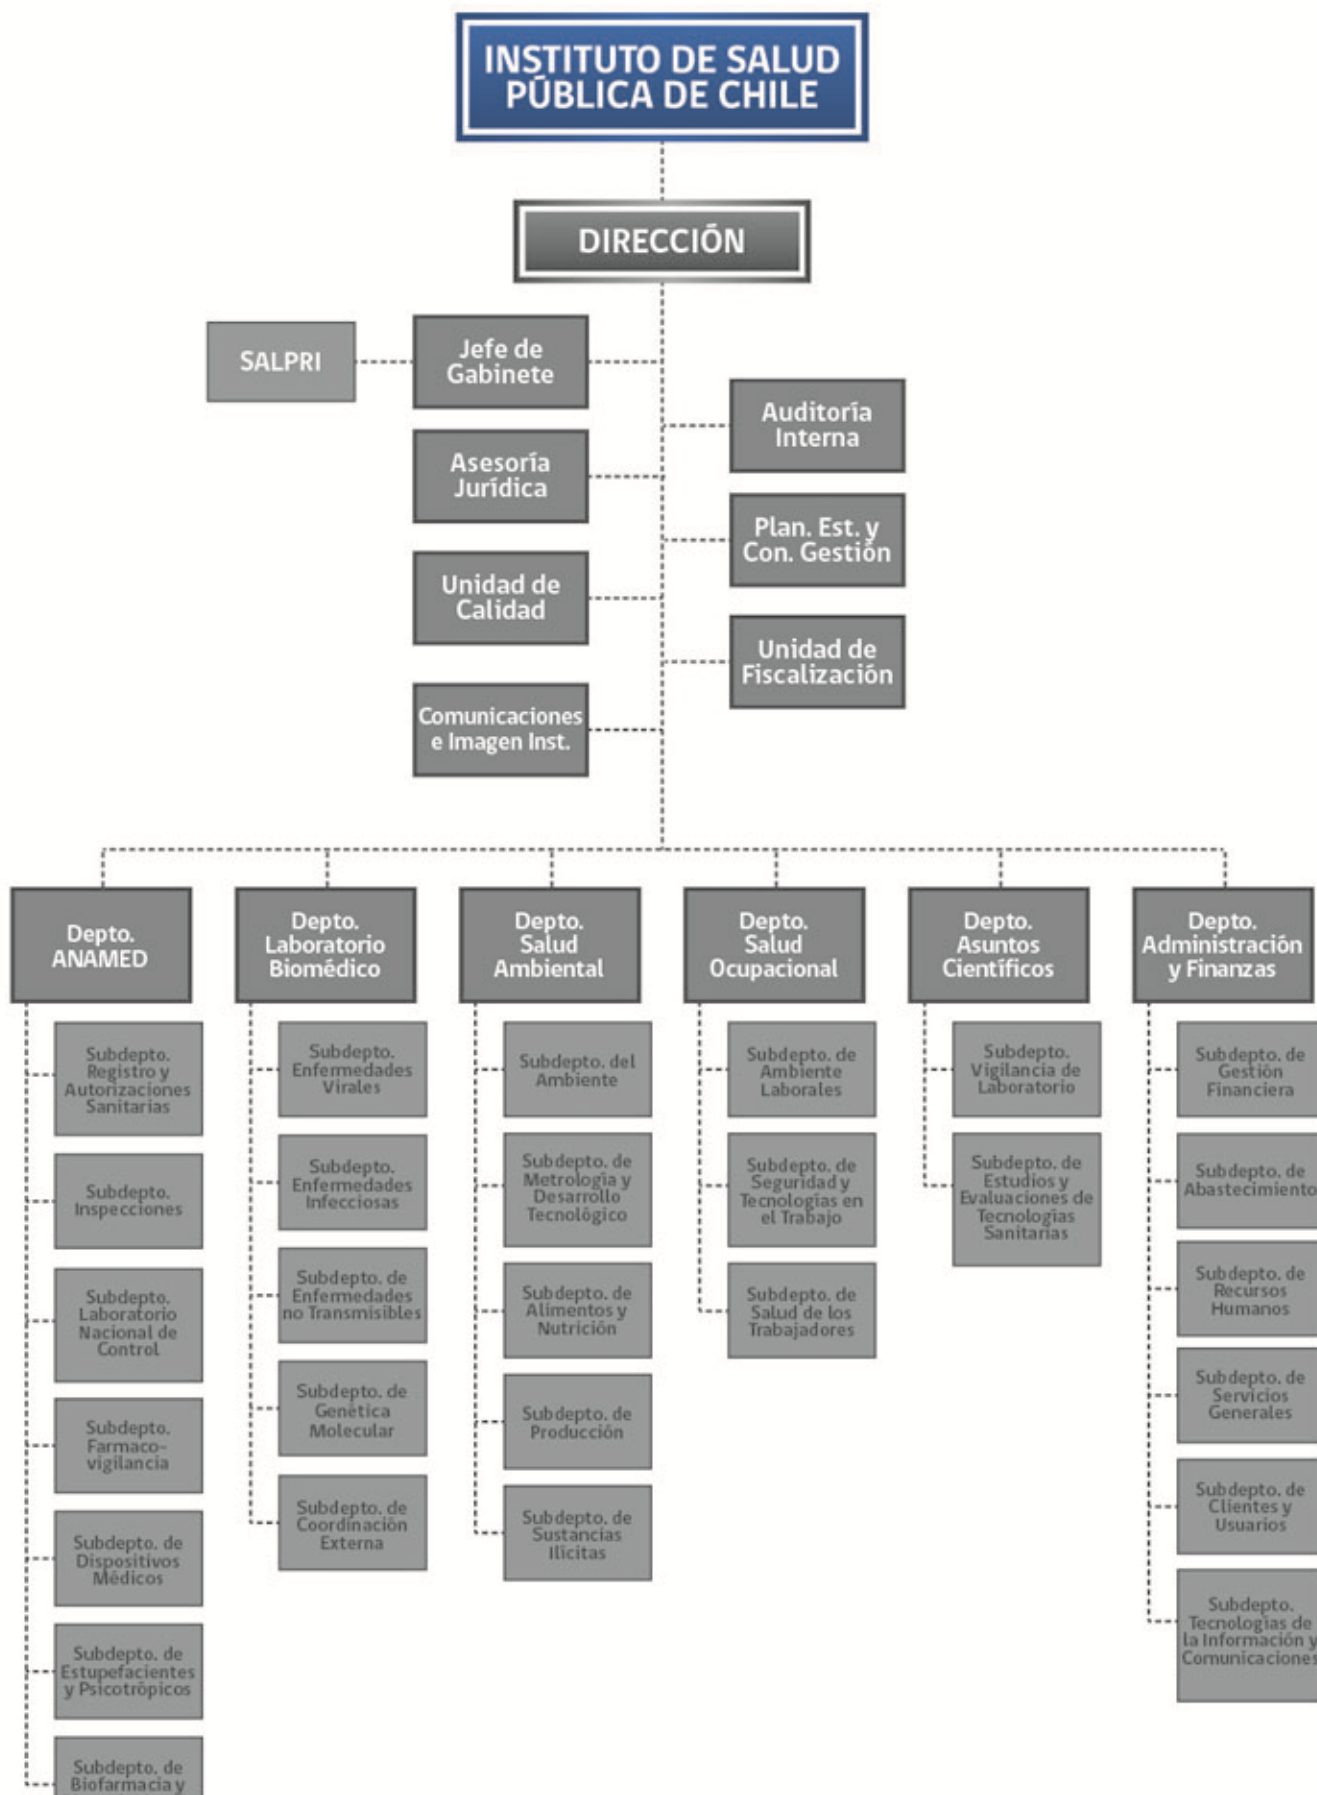 INSTITUTO DE SALUD
PÚBLICA DE CHILE
DIRECCIÓN
SALPRI
Jefe de
Gabinete
Auditoría
Interna
Asesoría
Jurídica
Plan. Est. y
Con. Gestión
Unidad de
Calidad
Unidad de
Fiscalización
Comunicaciones
e Imagen Inst.
Depto.
ANAMED
Subdepto.
Registro y
Autorizaciones
Sanitarias
Subdepto.
Inspecciones
Subdepto.
Laboratorio
Nacional de
Control
Subdepto.
Farmaco-
vigilancia
Subdepto. de
Dispositivos
Médicos
Subdepto. de
Estupefacientes
y Psicotrópicos
Subdepto. de
Biofarmacia y
Depto.
Laboratorio
Biomédico
Subdepto.
Enfermedades
Virales
Subdepto.
Enfermedades
Infecciosas
Subdepto. de
Enfermedades
no Transmisibles
Subdepto. de
Genética
Molecular
Subdepto. de
Coordinación
Externa
Depto.
Salud
Ambiental
Subdepto. del
Ambiente
Subdepto. de
Metrología y
Desarrollo
Tecnológico
Subdepto. de
Alimentos y
Nutrición
Subdepto. de
Producción
Subdepto. de
Sustancias
Ilícitas
Depto.
Salud
Ocupacional
Subdepto. de
Ambiente
Laborales
Subdepto. de
Seguridad y
Tecnologías en
el Trabajo
Subdepto. de
Salud de los
Trabajadores
Depto.
Asuntos
Científicos
Subdepto.
Vigilancia de
Laboratorio
Subdepto. de
Estudios y
Evaluaciones de
Tecnologías
Sanitarias
Depto.
Administración
y Finanzas
Subdepto. de
Gestión
Financiera
Subdepto. de
Abastecimiento
Subdepto. de
Recursos
Humanos
Subdepto. de
Servicios
Generales
Subdepto. de
Clientes y
Usuarios
Subdepto.
Tecnologías de
la Información y
Comunicaciones